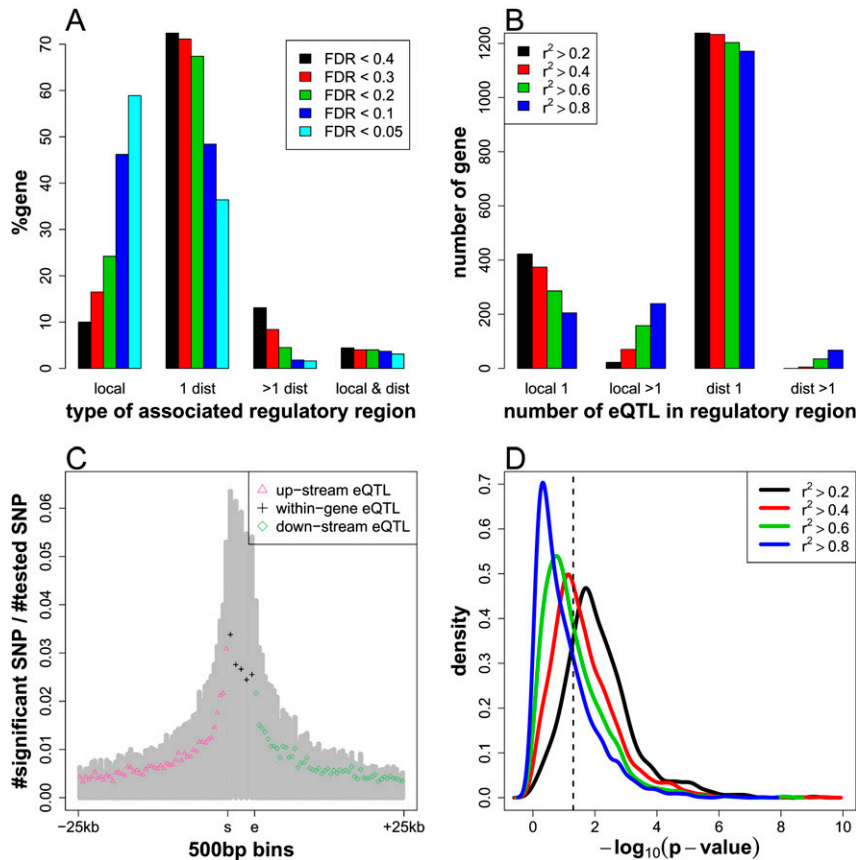 A
%gene
70
60
50
40
30
20
10
0
FDR < 0.4
FDR < 0.3
FDR < 0.2
FDR < 0.1
FDR < 0.05
local
1 dist
>1 dist
local & dist
type of associated regulatory region
B
number of gene
1200
1000
800
600
400
200
0
r² > 0.2
r² > 0.4
r² > 0.6
r² > 0.8
local 1
local >1
dist 1
dist >1
number of eQTL in regulatory region
C
#significant SNP / #tested SNP
0.06
0.05
0.04
0.03
0.02
0.01
0.00
up−stream eQTL
within−gene eQTL
down−stream eQTL
−25kb
s
e
+25kb
500bp bins
D
density
0.7
0.6
0.5
0.4
0.3
0.2
0.1
0.0
r² > 0.2
r² > 0.4
r² > 0.6
r² > 0.8
0
2
4
6
8
10
−log₁₀(p − value)